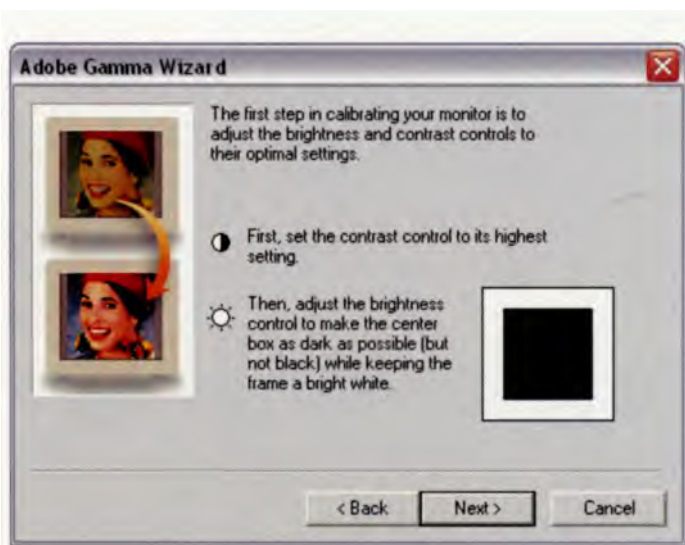 Adobe Gamma Wizard
The first step in calibrating your monitor is to
adjust the brightness and contrast controls to
their optimal settings.
First, set the contrast control to its highest
setting.
Then, adjust the brightness
control to make the center
box as dark as possible (but
not black) while keeping the
frame a bright white.
< Back
Next >
Cancel